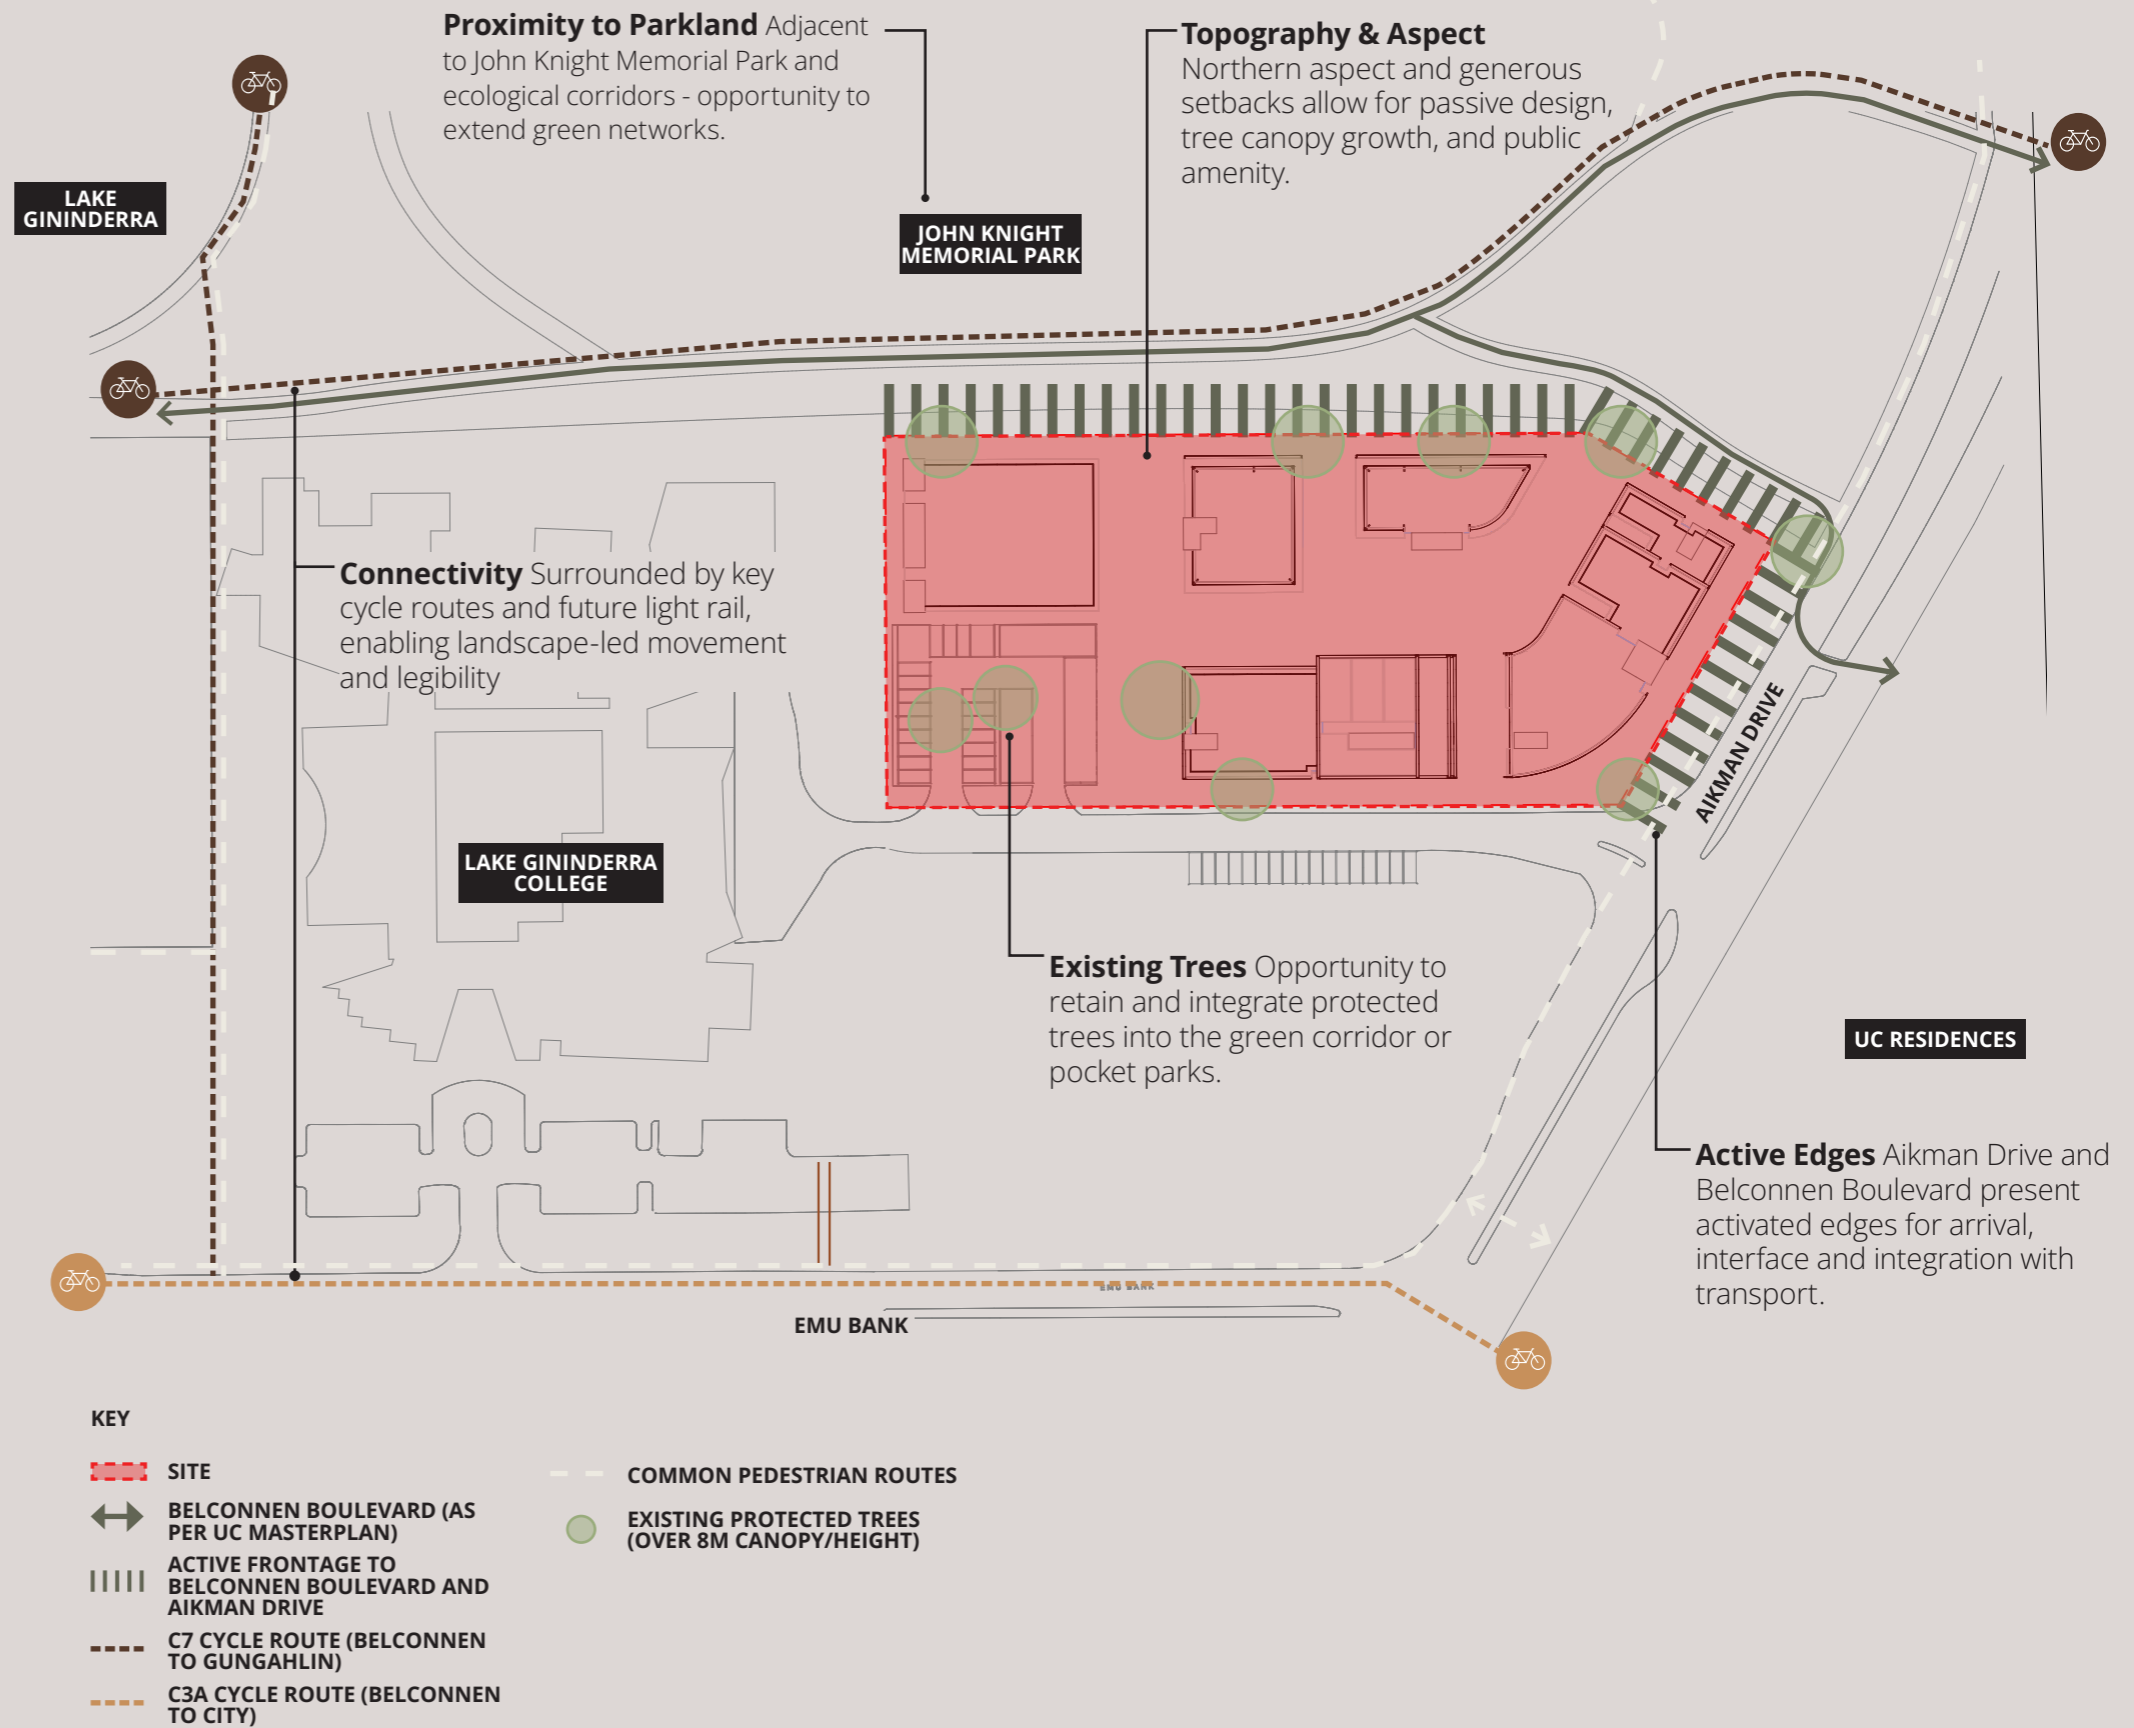 Proximity to Parkland Adjacent
to John Knight Memorial Park and
ecological corridors - opportunity to
extend green networks.
Topography & Aspect
Northern aspect and generous
setbacks allow for passive design,
tree canopy growth, and public
amenity.
LAKE
GININDERRA
JOHN KNIGHT
MEMORIAL PARK
Connectivity Surrounded by key
cycle routes and future light rail,
enabling landscape-led movement
and legibility
AIKMAN DRIVE
LAKE GININDERRA
COLLEGE
Existing Trees Opportunity to
retain and integrate protected
trees into the green corridor or
pocket parks.
UC RESIDENCES
Active Edges Aikman Drive and
Belconnen Boulevard present
activated edges for arrival,
interface and integration with
transport.
EMU BANK
EMU BANK
KEY
SITE
BELCONNEN BOULEVARD (AS
PER UC MASTERPLAN)
ACTIVE FRONTAGE TO
BELCONNEN BOULEVARD AND
AIKMAN DRIVE
C7 CYCLE ROUTE (BELCONNEN
TO GUNGAHLIN)
C3A CYCLE ROUTE (BELCONNEN
TO CITY)
COMMON PEDESTRIAN ROUTES
EXISTING PROTECTED TREES
(OVER 8M CANOPY/HEIGHT)